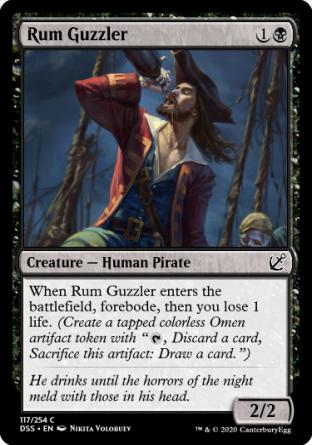 Rum Guzzler 1
Creature — Human Pirate
When Rum Guzzler enters the
battlefield, forebode, then you lose 1
life. (Create a tapped colorless Omen
artifact token with “, Discard a card,
Sacrifice this artifact: Draw a card.”)
He drinks until the horrors of the night
meld with those in his head.
2/2
117/254 C
DSS • EN Nikita Volobuev
™ & © 2020 CanterburyEgg